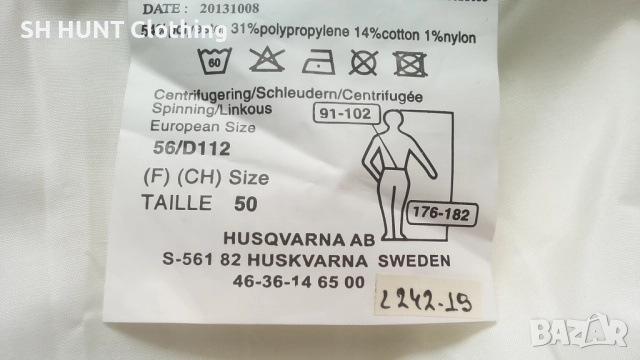 DATE : 20131008
SH HUNT Clothing
31%polypropylene 14%cotton 1%nylon
60
Centrifugering/Schleudern/Centrifugée
Spinning/Linkous
European Size
56/D112
91-102
(F) (CH) Size
TAILLE 50
176-182
HUSQVARNA AB
S-561 82 HUSKVARNA SWEDEN
46-36-14 65 00
2242-19
BAZAR